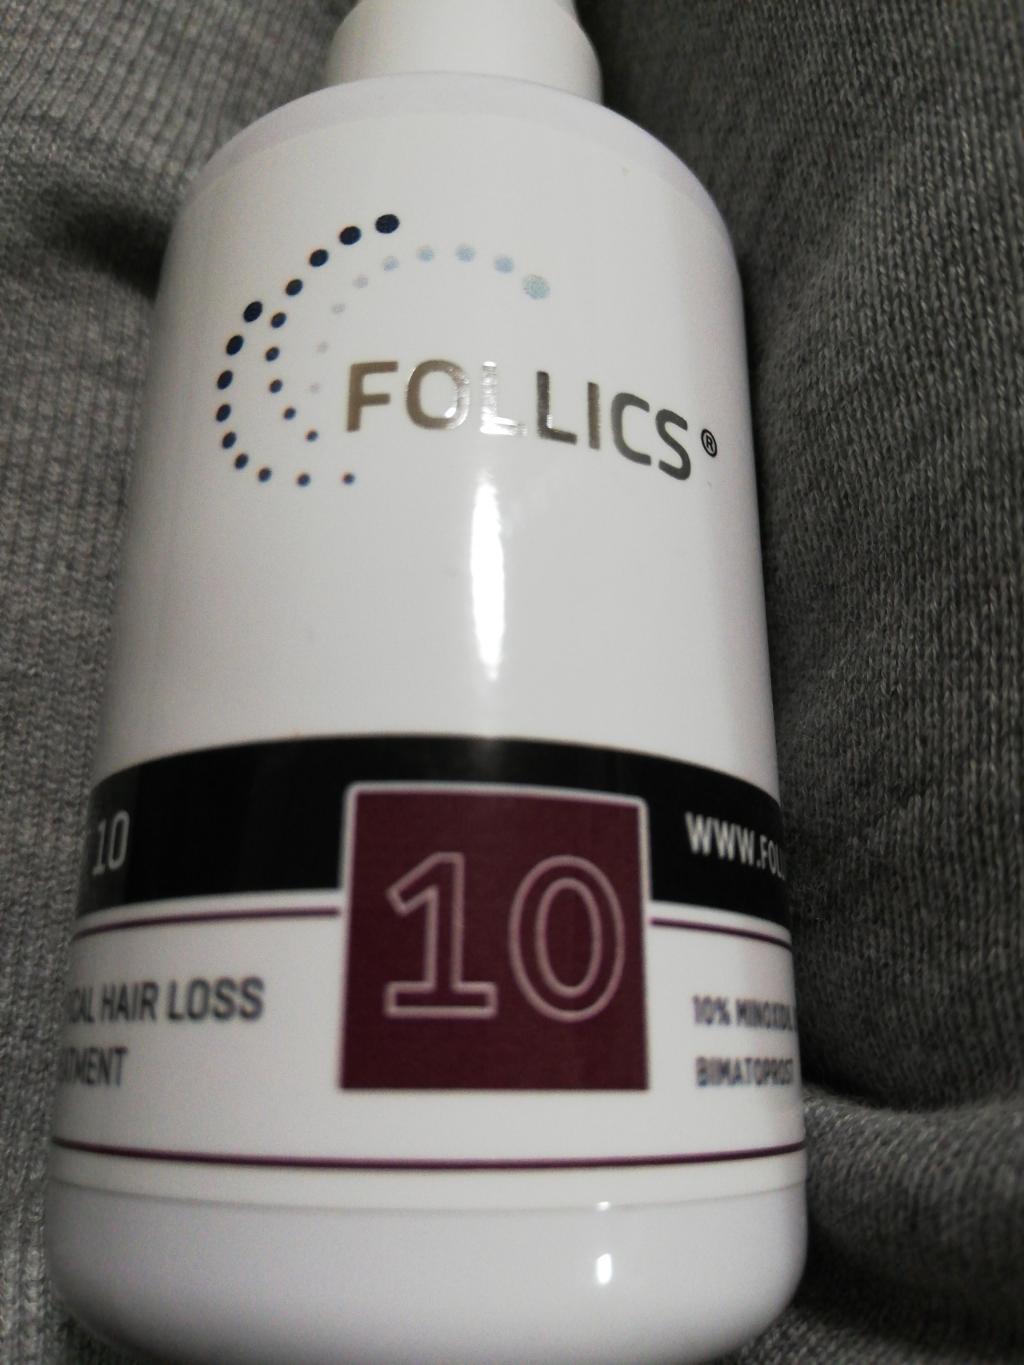 FOLLICS®
10
10
WWW.FOL
HAIR LOSS
10% MINOXIDIL
BIMATOPROST